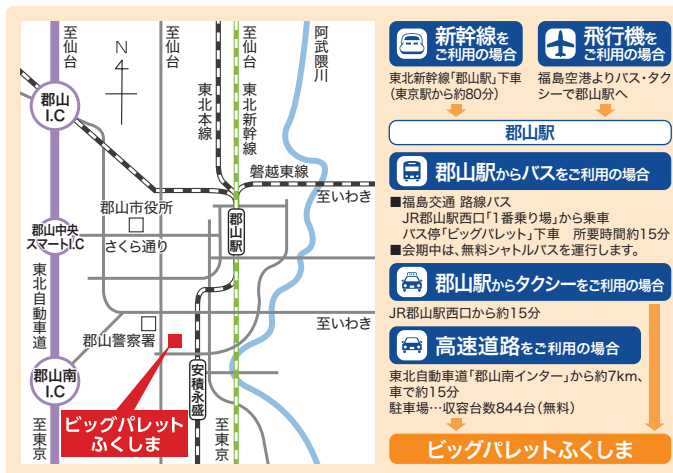 至仙台
至仙台
至仙台
阿武隈川
N
郡山
I.C
東北本線
東北新幹線
磐越東線
至いわき
郡山市役所
郡山駅
郡山中央
スマートI.C
さくら通り
東北自動車道
至いわき
郡山警察署
郡山南
I.C
安積永盛
ビッグパレット
ふくしま
至東京
至東京
新幹線を
ご利用の場合
東北新幹線「郡山駅」下車
（東京駅から約80分）
飛行機を
ご利用の場合
福島空港よりバス・タク
シーで郡山駅へ
郡山駅
郡山駅からバスをご利用の場合
■福島交通 路線バス
JR郡山駅西口「1番乗り場」から乗車
バス停「ビッグパレット」下車　所要時間約15分
■会期中は、無料シャトルバスを運行します。
郡山駅からタクシーをご利用の場合
JR郡山駅西口から約15分
高速道路をご利用の場合
東北自動車道「郡山南インター」から約7km、
車で約15分
駐車場…収容台数844台（無料）
ビッグパレットふくしま